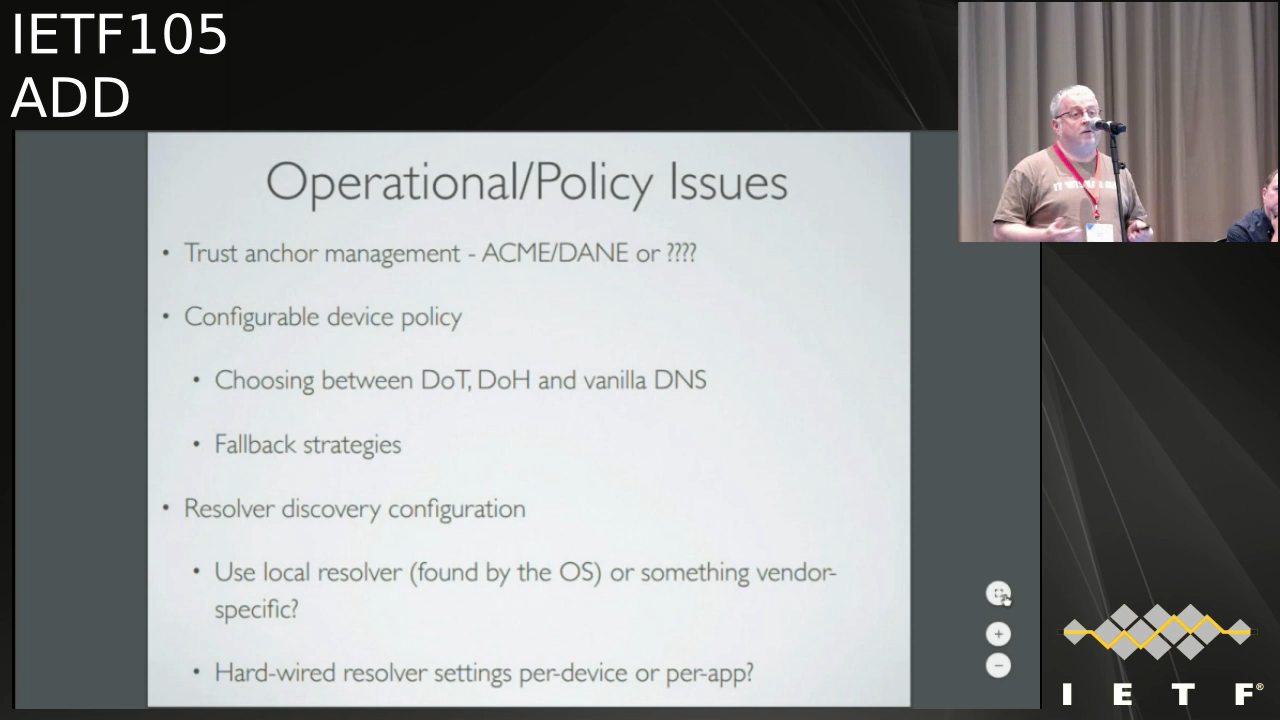 IETF105
ADD
Operational/Policy Issues
• Trust anchor management - ACME/DANE or ????
• Configurable device policy
• Choosing between DoT, DoH and vanilla DNS
• Fallback strategies
• Resolver discovery configuration
• Use local resolver (found by the OS) or something vendor-
specific?
• Hard-wired resolver settings per-device or per-app?
I E T F®